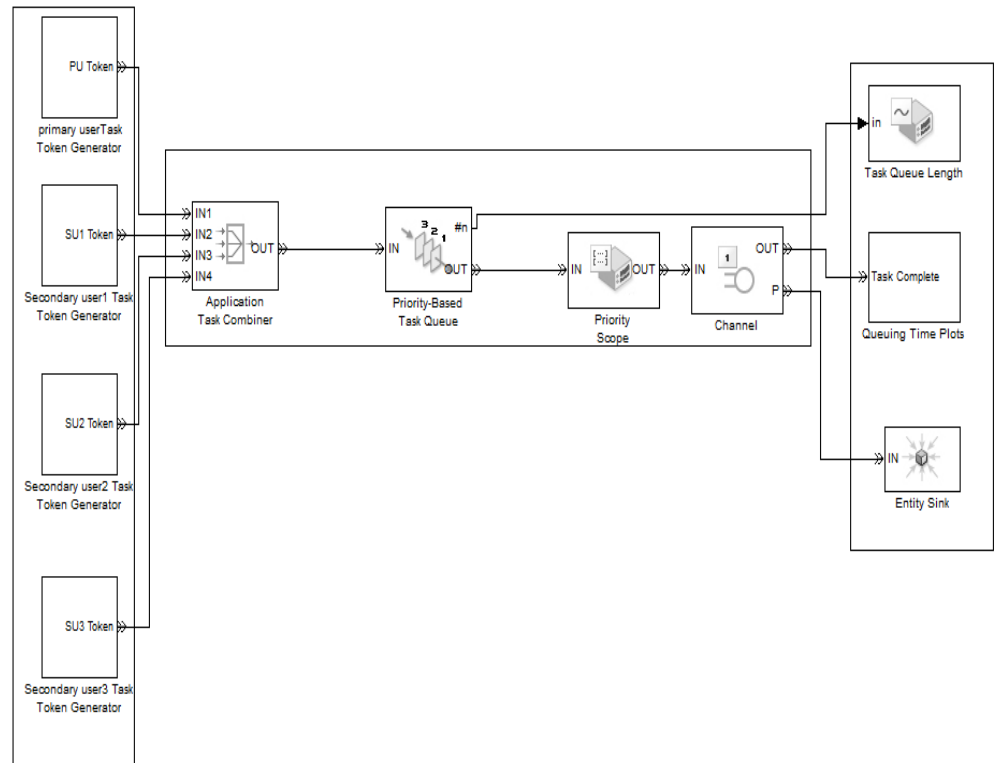 PU Token
primary userTask
Token Generator
SU1 Token
Secondary user1 Task
Token Generator
SU2 Token
Secondary user2 Task
Token Generator
SU3 Token
Secondary user3 Task
Token Generator
IN1
IN2
IN3
IN4
OUT
Application
Task Combiner
IN
3 2 1
#n
OUT
Priority-Based
Task Queue
IN
[...]
OUT
Priority
Scope
IN
1
OUT
P
Channel
in
Task Queue Length
Task Complete
Queuing Time Plots
IN
Entity Sink